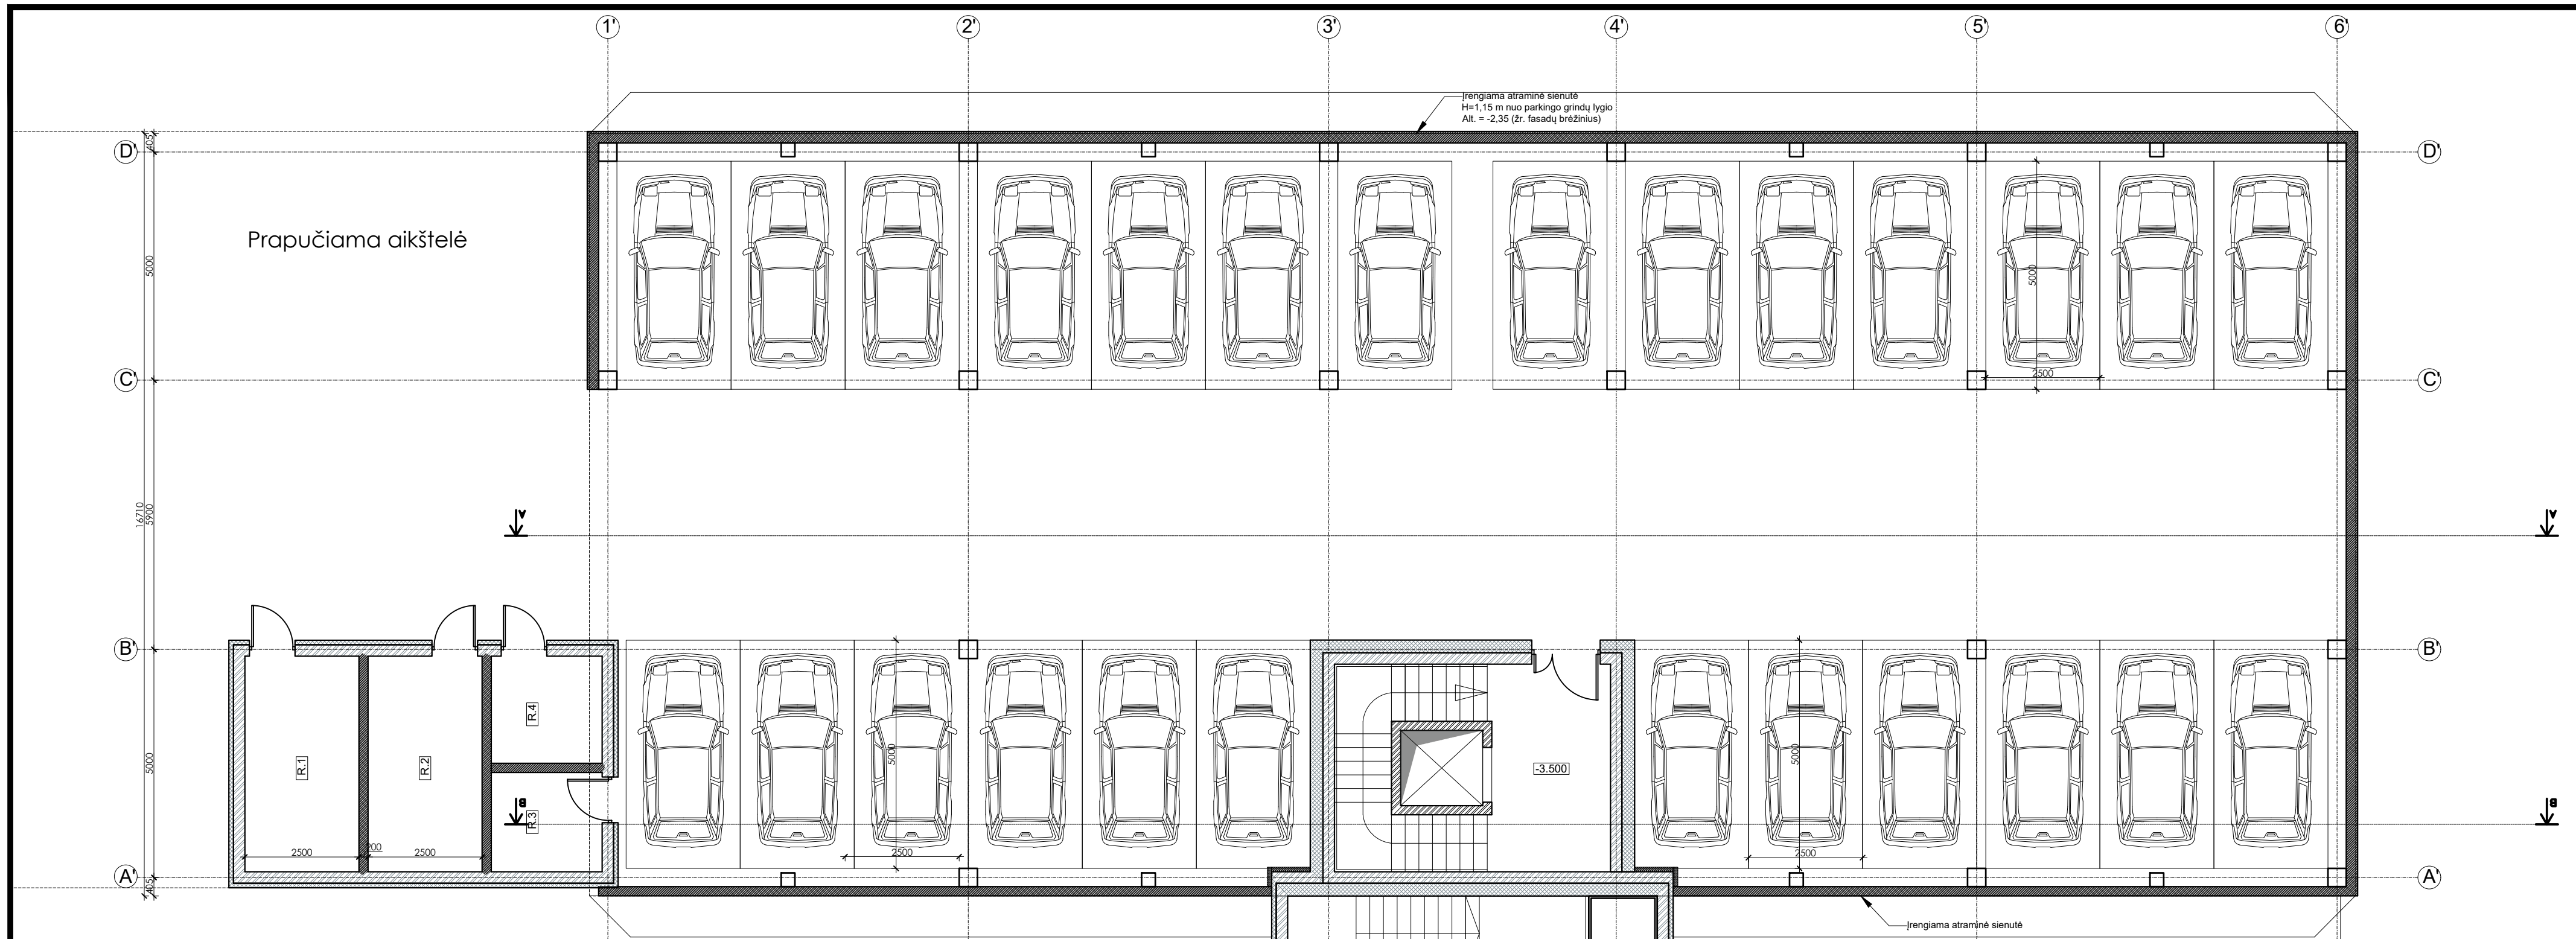 1' 2' 3' 4' 5' 6'
Įrengiama atraminė sienutė
H=1,15 m nuo parkingo grindų lygio
Alt. = -2,35 (žr. fasadų brėžinius)
405
D' D'
Prapučiama aikštelė
5000
5000
C' C'
2500
16710
5900
A A
B' B'
R.4
R.1
R.2
5000
5000
5000
-3.500
B B
R.3
2500
200
2500
2500
2500
A' A'
405
Įrengiama atraminė sienutė